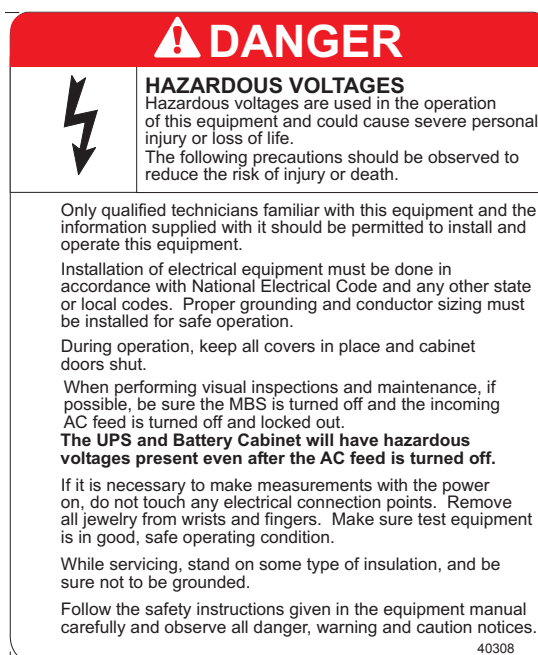 DANGER
HAZARDOUS VOLTAGES
Hazardous voltages are used in the operation
of this equipment and could cause severe personal
injury or loss of life.
The following precautions should be observed to
reduce the risk of injury or death.
Only qualified technicians familiar with this equipment and the
information supplied with it should be permitted to install and
operate this equipment.
Installation of electrical equipment must be done in
accordance with National Electrical Code and any other state
or local codes.  Proper grounding and conductor sizing must
be installed for safe operation.
During operation, keep all covers in place and cabinet
doors shut.
When performing visual inspections and maintenance, if
possible, be sure the MBS is turned off and the incoming
AC feed is turned off and locked out.
The UPS and Battery Cabinet will have hazardous
voltages present even after the AC feed is turned off.
If it is necessary to make measurements with the power
on, do not touch any electrical connection points.  Remove
all jewelry from wrists and fingers.  Make sure test equipment
is in good, safe operating condition.
While servicing, stand on some type of insulation, and be
sure not to be grounded.
Follow the safety instructions given in the equipment manual
carefully and observe all danger, warning and caution notices.
40308